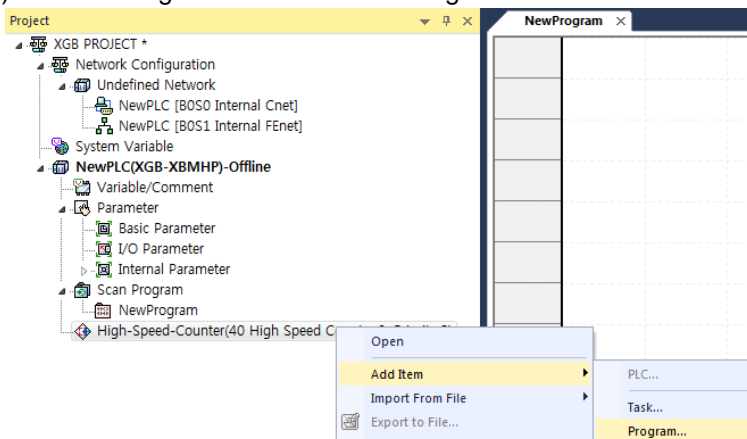 Project
NewProgram ×
XGB PROJECT *
Network Configuration
Undefined Network
NewPLC [B0S0 Internal Cnet]
NewPLC [B0S1 Internal FEnet]
System Variable
NewPLC(XGB-XBMHP)-Offline
Variable/Comment
Parameter
Basic Parameter
I/O Parameter
Internal Parameter
Scan Program
NewProgram
High-Speed-Counter(40 High Speed
Open
Add Item
Import From File
Export to File...
PLC...
Task...
Program...